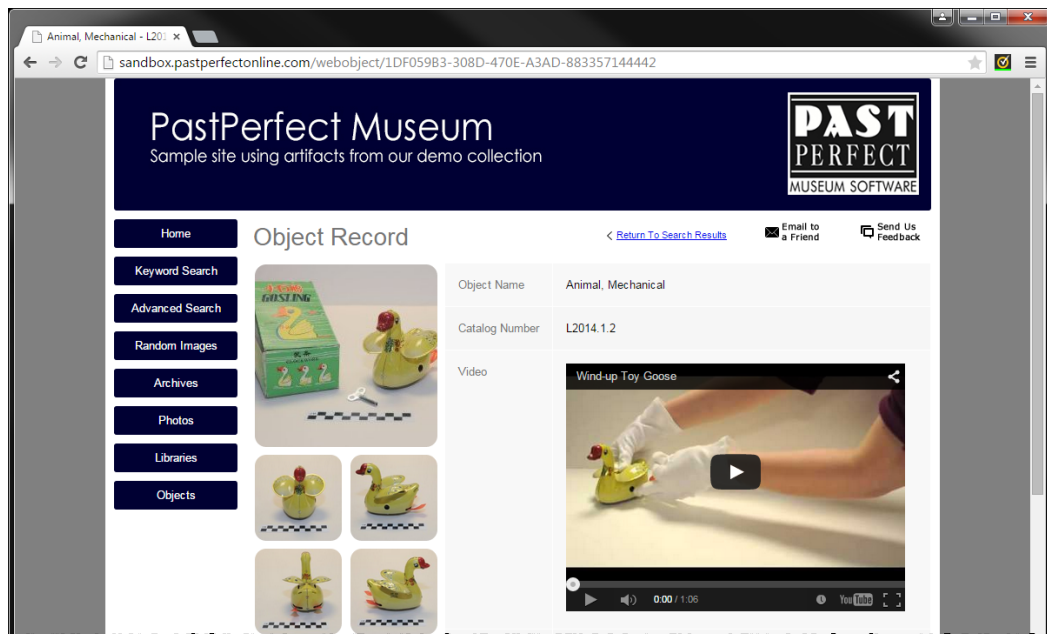 Animal, Mechanical - L201
sandbox.pastperfectonline.com/webobject/1DF059B3-308D-470E-A3AD-883357144442
PastPerfect Museum
Sample site using artifacts from our demo collection
PAST
PERFECT
MUSEUM SOFTWARE
Home
Keyword Search
Advanced Search
Random Images
Archives
Photos
Libraries
Objects
Object Record
Return To Search Results
Email to
a Friend
Send Us
Feedback
GOSLING
Object Name
Animal, Mechanical
Catalog Number
L2014.1.2
Video
Wind-up Toy Goose
0:00 / 1:06
YouTube